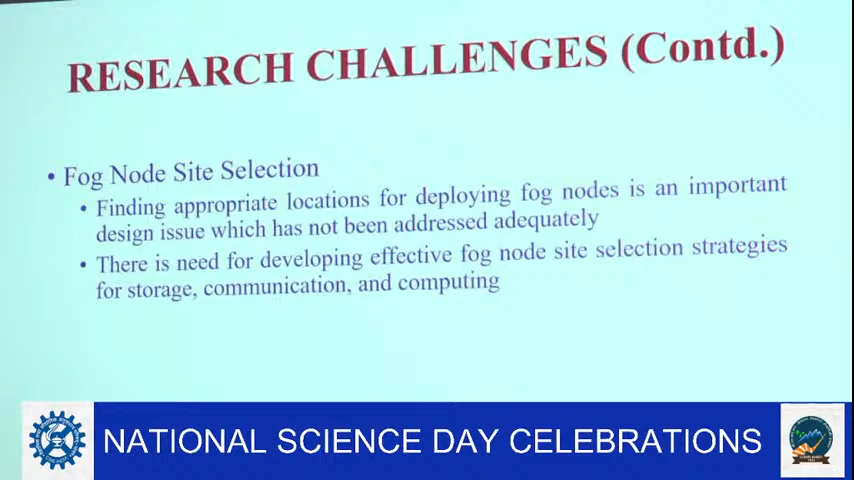 RESEARCH CHALLENGES (Contd.)
• Fog Node Site Selection
• Finding appropriate locations for deploying fog nodes is an important
design issue which has not been addressed adequately
• There is need for developing effective fog node site selection strategies
for storage, communication, and computing
NATIONAL SCIENCE DAY CELEBRATIONS